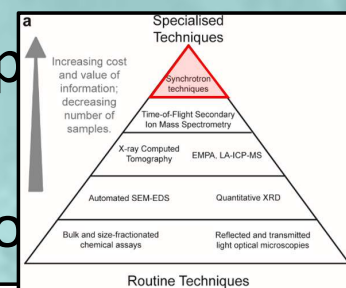 a
Specialised
Techniques
Increasing cost
and value of
information;
decreasing
number of
samples.
Synchrotron
techniques
Time-of-Flight Secondary
Ion Mass Spectrometry
X-ray Computed
Tomography
EMPA, LA-ICP-MS
Automated SEM-EDS
Quantitative XRD
Bulk and size-fractionated
chemical assays
Reflected and transmitted
light optical microscopies
Routine Techniques